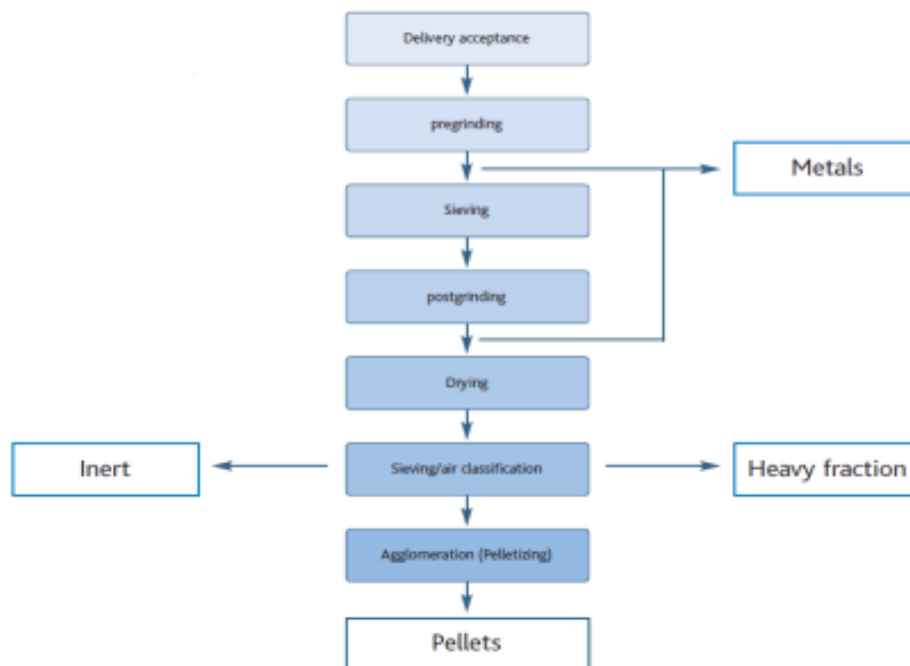 Delivery acceptance
pregrinding
Metals
Sieving
postgrinding
Drying
Inert
Sieving/air classification
Heavy fraction
Agglomeration (Pelletizing)
Pellets